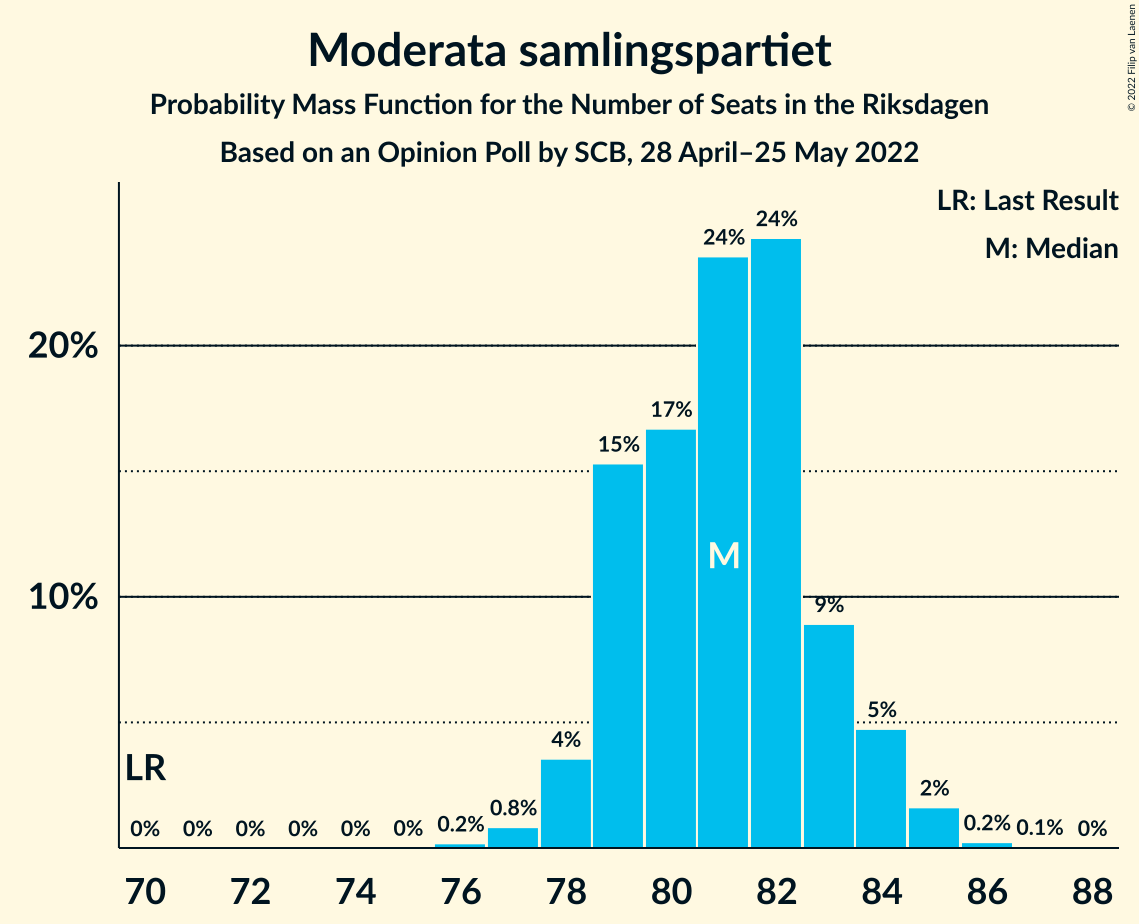 Moderata samlingspartiet
Probability Mass Function for the Number of Seats in the Riksdagen
Based on an Opinion Poll by SCB, 28 April–25 May 2022
© 2022 Filip van Laenen
LR: Last Result
M: Median
20%
10%
LR
M
0% 0% 0% 0% 0% 0% 0.2% 0.8% 4% 15% 17% 24% 24% 9% 5% 2% 0.2% 0.1% 0%
70 72 74 76 78 80 82 84 86 88